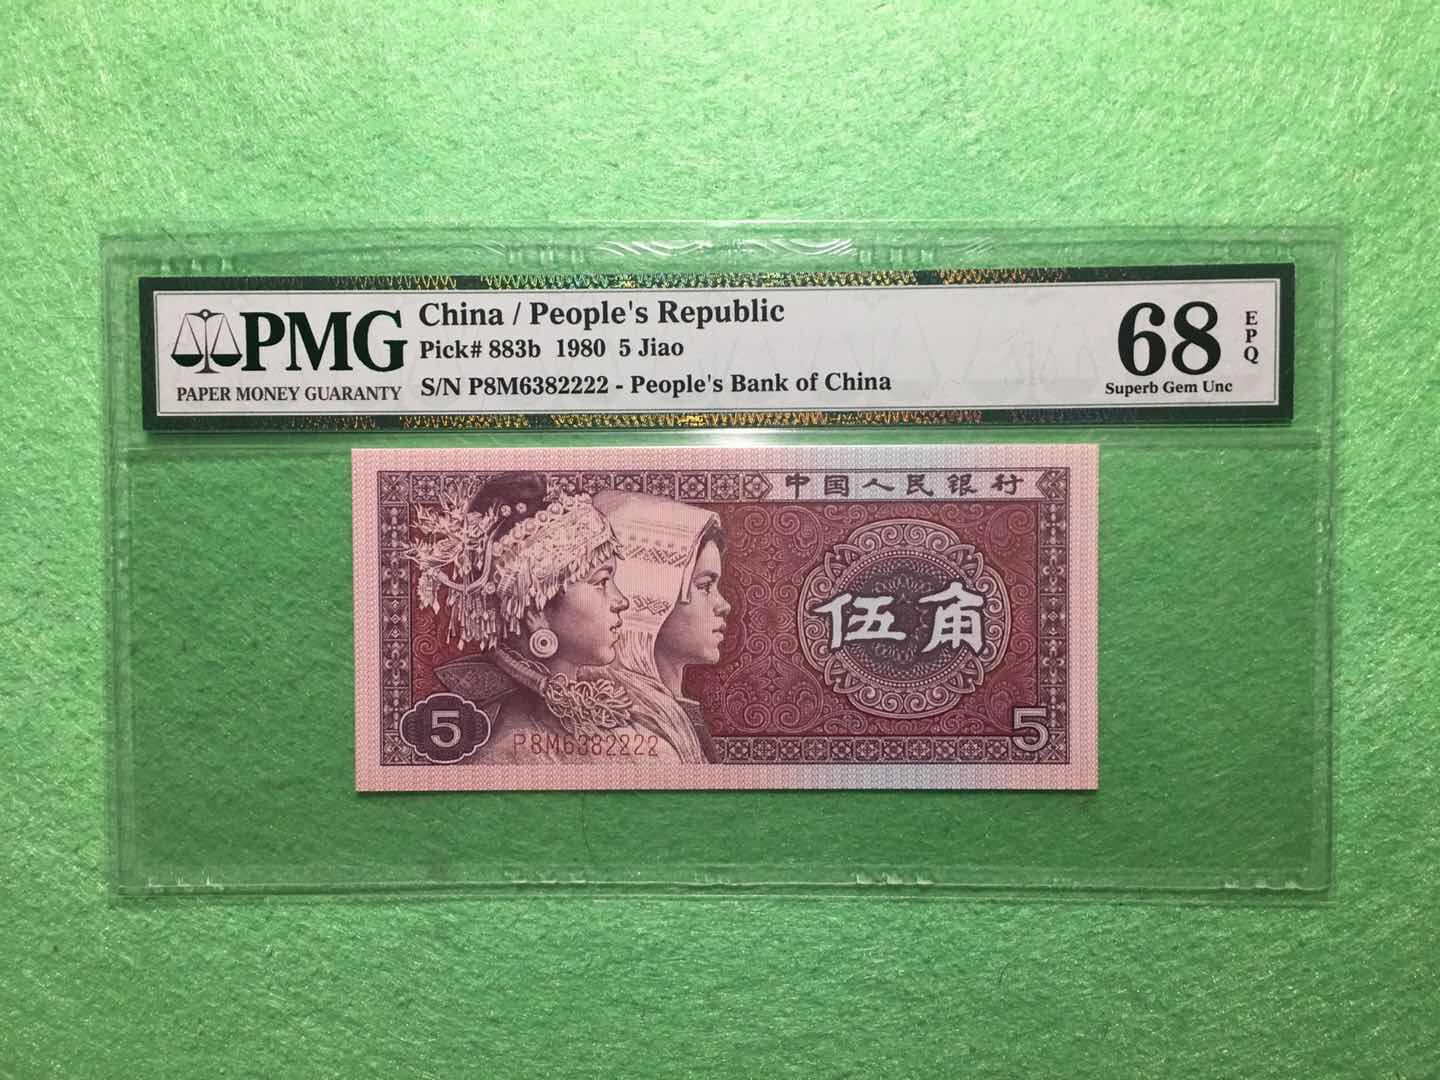 PMG
PAPER MONEY GUARANTY
China / People's Republic
Pick# 883b 1980 5 Jiao
S/N P8M6382222 - People's Bank of China
68
EPQ
Superb Gem Unc
中国人民银行
伍角
5
P8M6382222
5